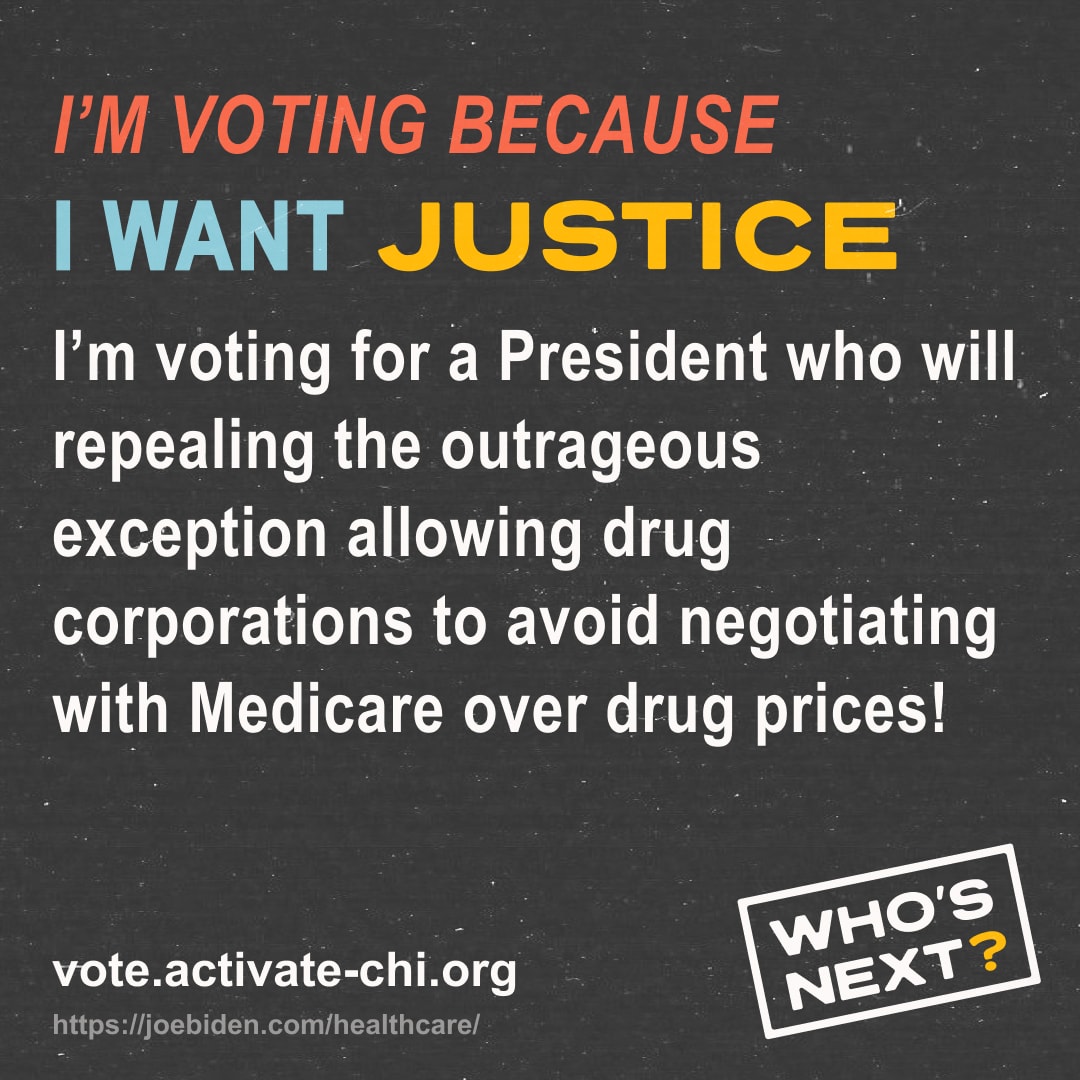 I'M VOTING BECAUSE
I WANT JUSTICE
I'm voting for a President who will
repealing the outrageous
exception allowing drug
corporations to avoid negotiating
with Medicare over drug prices!
WHO'S
NEXT?
vote.activate-chi.org
https://joebiden.com/healthcare/